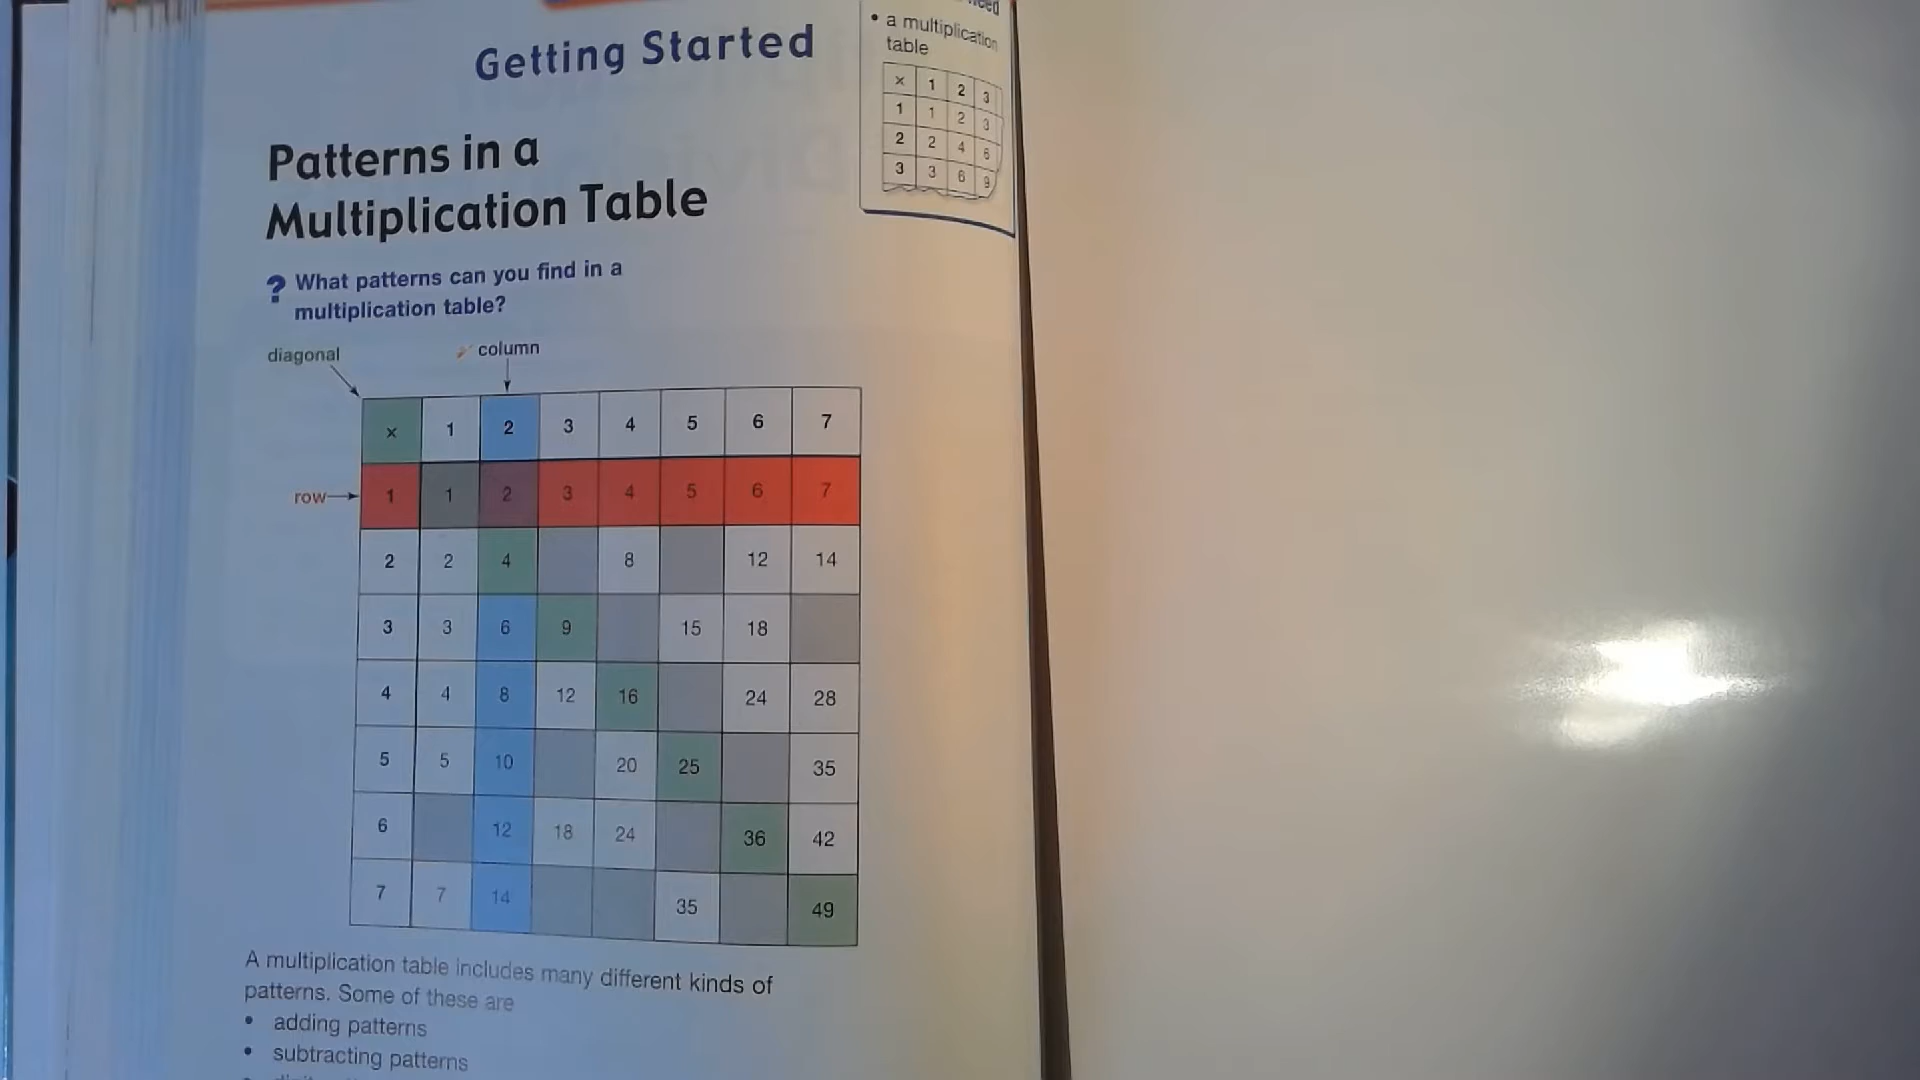 Getting Started
• a multiplication
table
× 1 2 3
1 1 2 3
2 2 4 6
3 3 6 9
Patterns in a
Multiplication Table
? What patterns can you find in a
multiplication table?
diagonal
column
× 1 2 3 4 5 6 7
row
1 1 2 3 4 5 6 7
2 2 4 8 12 14
3 3 6 9 15 18
4 4 8 12 16 24 28
5 5 10 20 25 35
6 12 18 24 36 42
7 7 14 35 49
A multiplication table includes many different kinds of
patterns. Some of these are
• adding patterns
• subtracting patterns